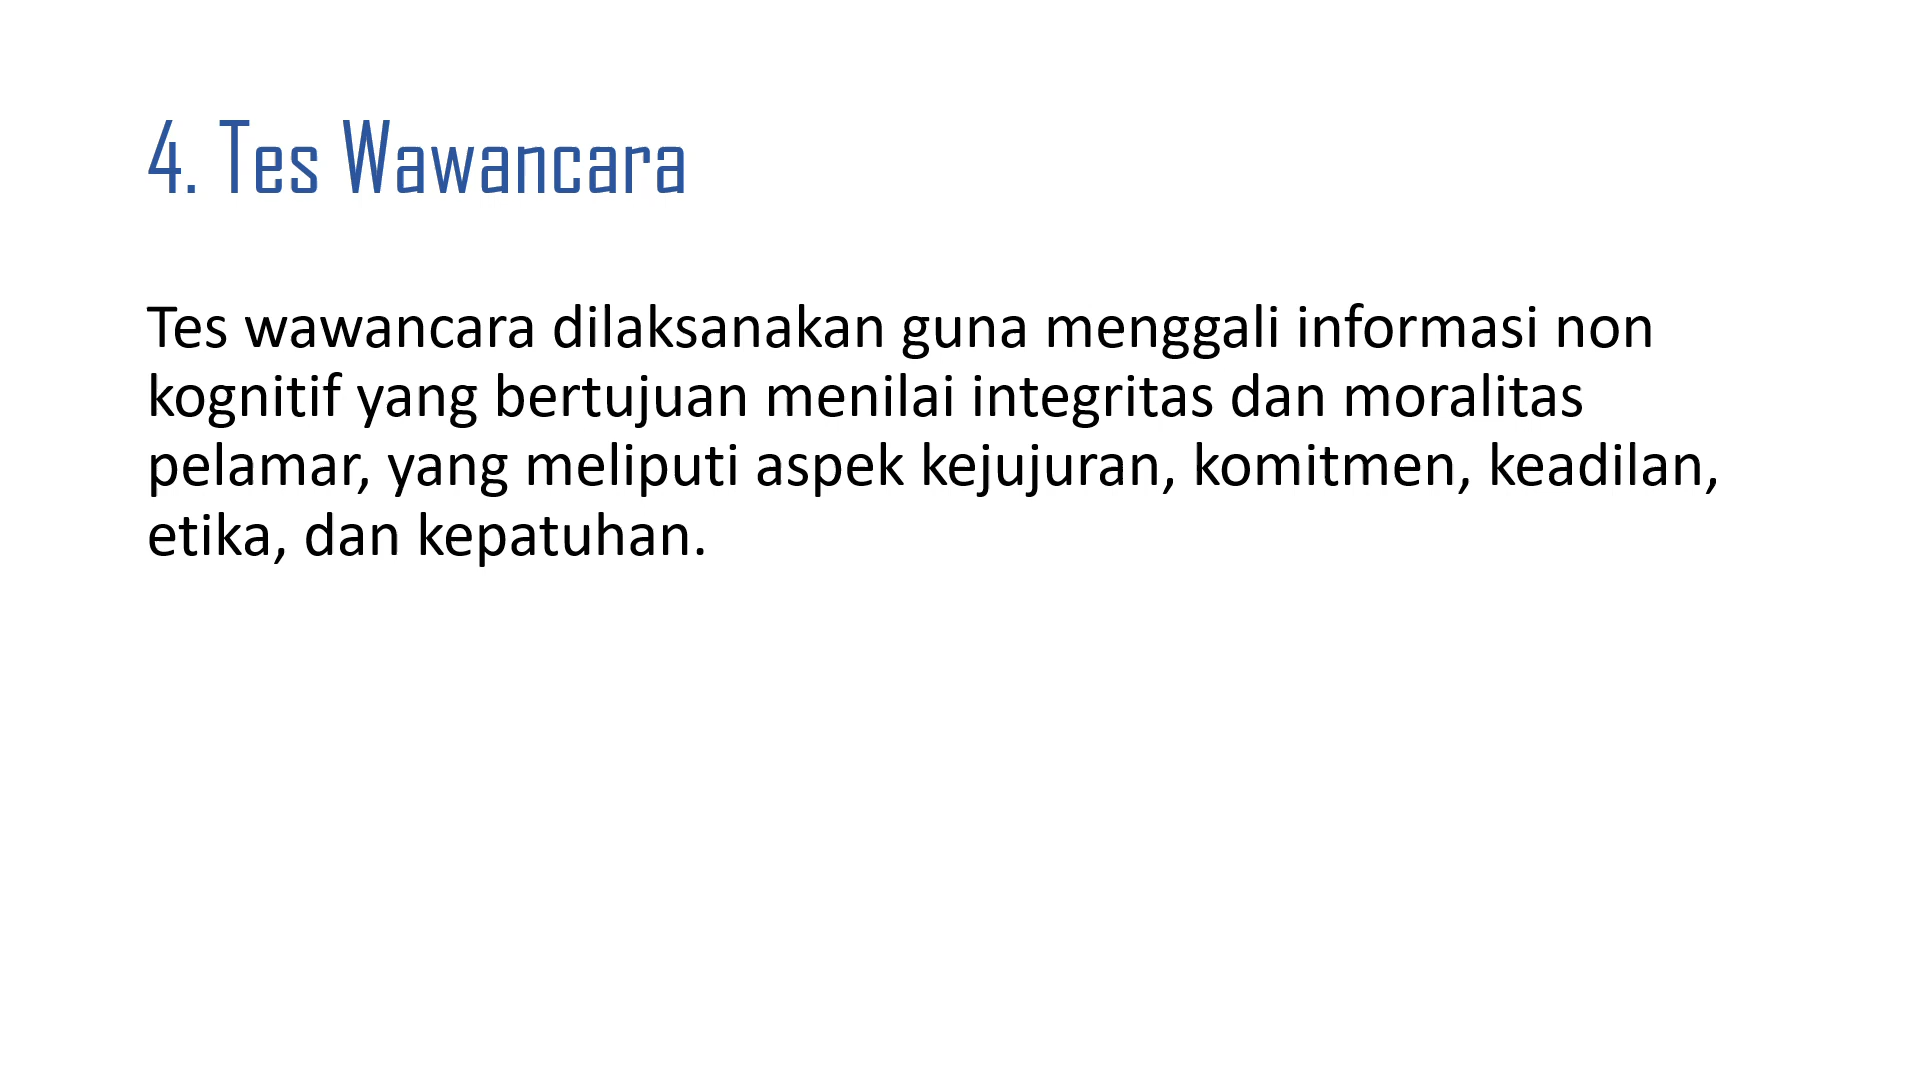 4. Tes Wawancara
Tes wawancara dilaksanakan guna menggali informasi non
kognitif yang bertujuan menilai integritas dan moralitas
pelamar, yang meliputi aspek kejujuran, komitmen, keadilan,
etika, dan kepatuhan.